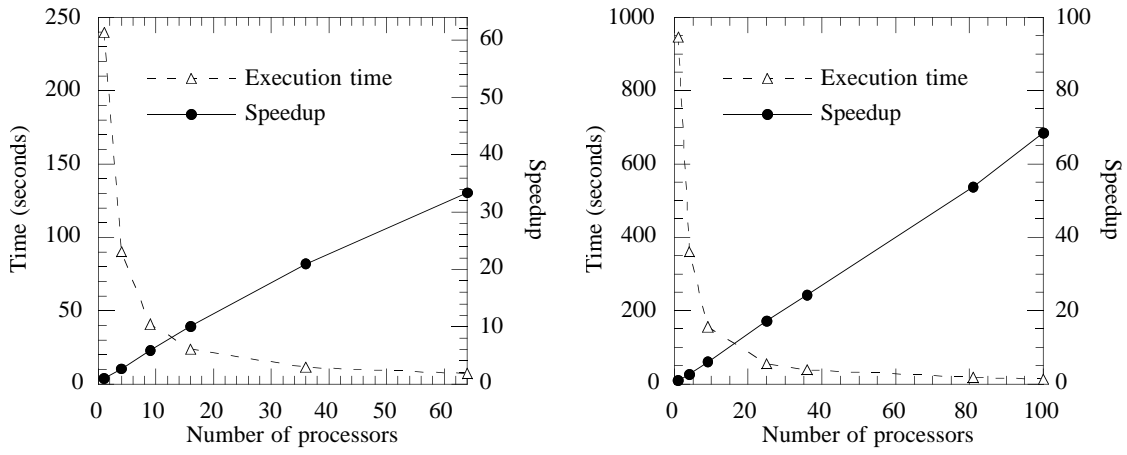 250
200
150
100
50
0
Time (seconds)
Execution time
Speedup
60
50
40
30
20
10
0
Speedup
0 10 20 30 40 50 60
Number of processors
1000
800
600
400
200
0
Time (seconds)
Execution time
Speedup
100
80
60
40
20
0
Speedup
0 20 40 60 80 100
Number of processors